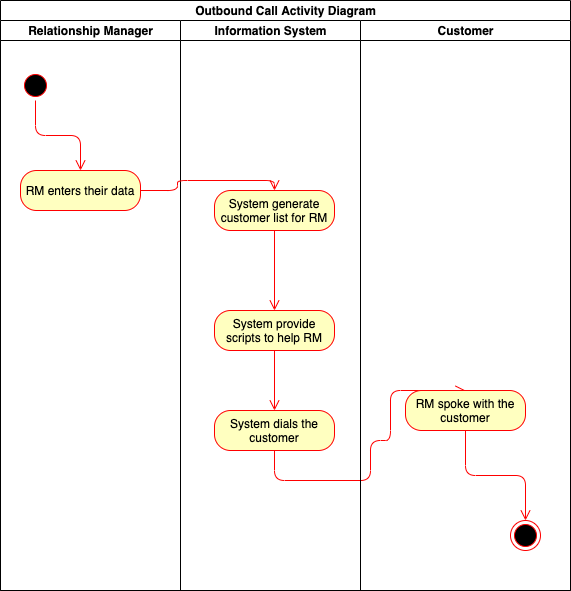 Outbound Call Activity Diagram
Relationship Manager
Information System
Customer
RM enters their data
System generate
customer list for RM
System provide
scripts to help RM
System dials the
customer
RM spoke with the
customer